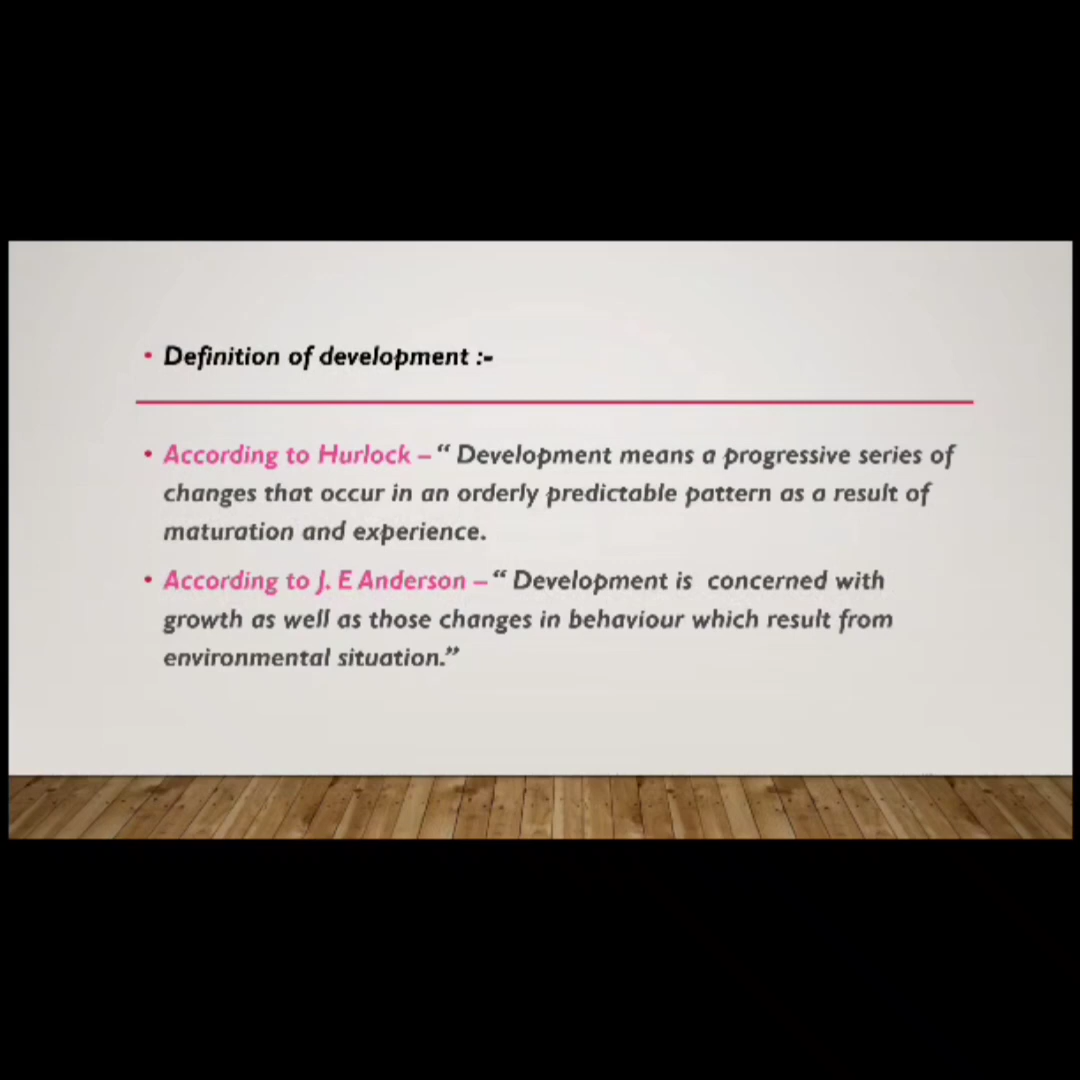 • Definition of development :-
• According to Hurlock – “ Development means a progressive series of
changes that occur in an orderly predictable pattern as a result of
maturation and experience.
• According to J. E Anderson – “ Development is  concerned with
growth as well as those changes in behaviour which result from
environmental situation.”